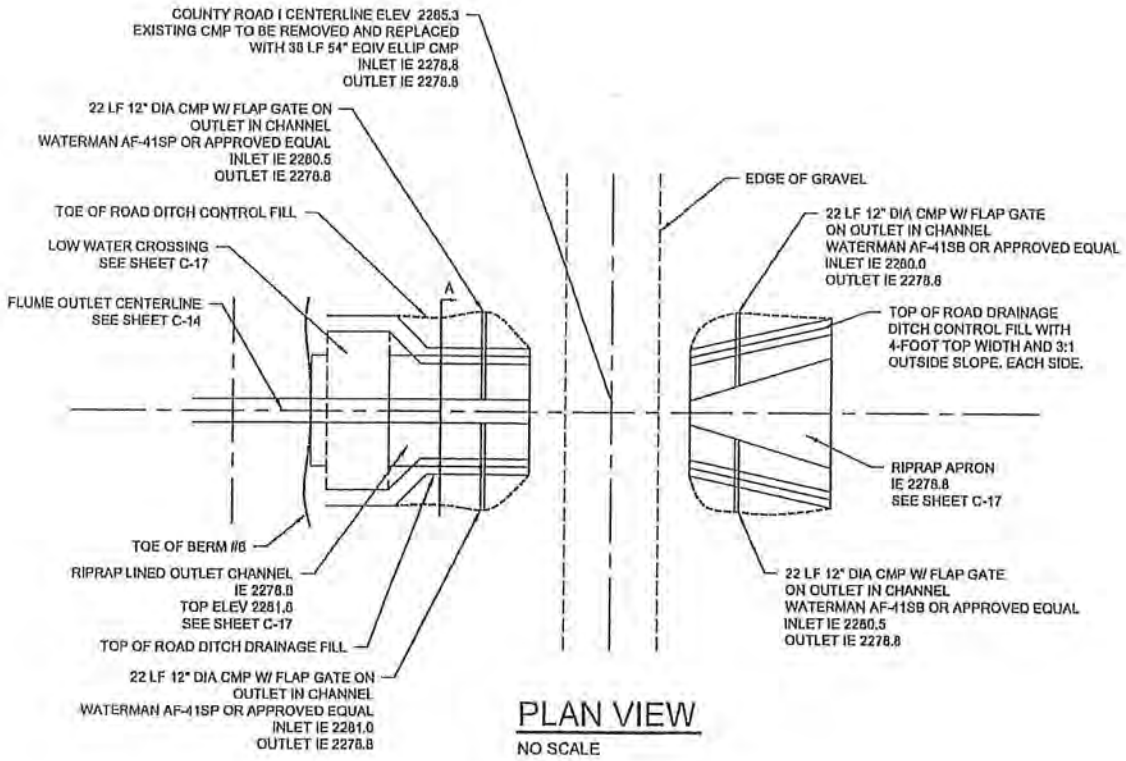 COUNTY ROAD I CENTERLINE ELEV 2285.3
EXISTING CMP TO BE REMOVED AND REPLACED
WITH 38 LF 54" EQIV ELLIP CMP
INLET IE 2278.8
OUTLET IE 2278.8
22 LF 12" DIA CMP W/ FLAP GATE ON
OUTLET IN CHANNEL
WATERMAN AF-41SP OR APPROVED EQUAL
INLET IE 2280.5
OUTLET IE 2278.8
TOE OF ROAD DITCH CONTROL FILL
LOW WATER CROSSING
SEE SHEET C-17
FLUME OUTLET CENTERLINE
SEE SHEET C-14
A
EDGE OF GRAVEL
22 LF 12" DIA CMP W/ FLAP GATE
ON OUTLET IN CHANNEL
WATERMAN AF-41SB OR APPROVED EQUAL
INLET IE 2280.0
OUTLET IE 2278.8
TOP OF ROAD DRAINAGE
DITCH CONTROL FILL WITH
4-FOOT TOP WIDTH AND 3:1
OUTSIDE SLOPE. EACH SIDE.
RIPRAP APRON
IE 2278.8
SEE SHEET C-17
TOE OF BERM #6
RIPRAP LINED OUTLET CHANNEL
IE 2278.8
TOP ELEV 2281.8
SEE SHEET C-17
TOP OF ROAD DITCH DRAINAGE FILL
22 LF 12" DIA CMP W/ FLAP GATE ON
OUTLET IN CHANNEL
WATERMAN AF-41SP OR APPROVED EQUAL
INLET IE 2281.0
OUTLET IE 2278.8
22 LF 12" DIA CMP W/ FLAP GATE
ON OUTLET IN CHANNEL
WATERMAN AF-41SB OR APPROVED EQUAL
INLET IE 2280.5
OUTLET IE 2278.8
PLAN VIEW
NO SCALE